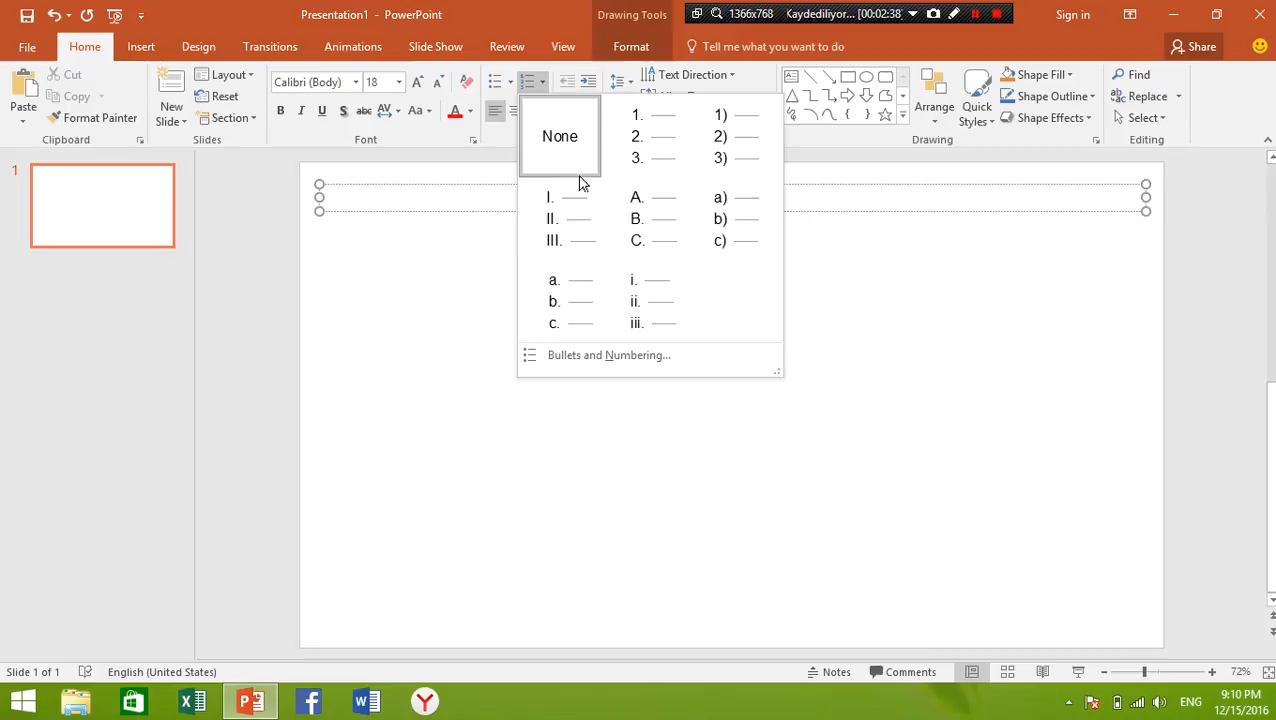 Presentation1 - PowerPoint
Drawing Tools
1366x768
Kaydediliyor... [00:02:38]
Sign in
File
Home
Insert
Design
Transitions
Animations
Slide Show
Review
View
Format
Tell me what you want to do
Share
Paste
Cut
Copy
Format Painter
Clipboard
New Slide
Layout
Reset
Section
Slides
Calibri (Body)
18
B I U S abc AV Aa A
Font
Text Direction
Arrange
Quick Styles
Shape Fill
Shape Outline
Shape Effects
Drawing
Find
Replace
Select
Editing
None
1.
2.
3.
1)
2)
3)
I.
II.
III.
A.
B.
C.
a)
b)
c)
a.
b.
c.
i.
ii.
iii.
Bullets and Numbering...
1
Slide 1 of 1
English (United States)
Notes
Comments
72%
ENG
9:10 PM
12/15/2016